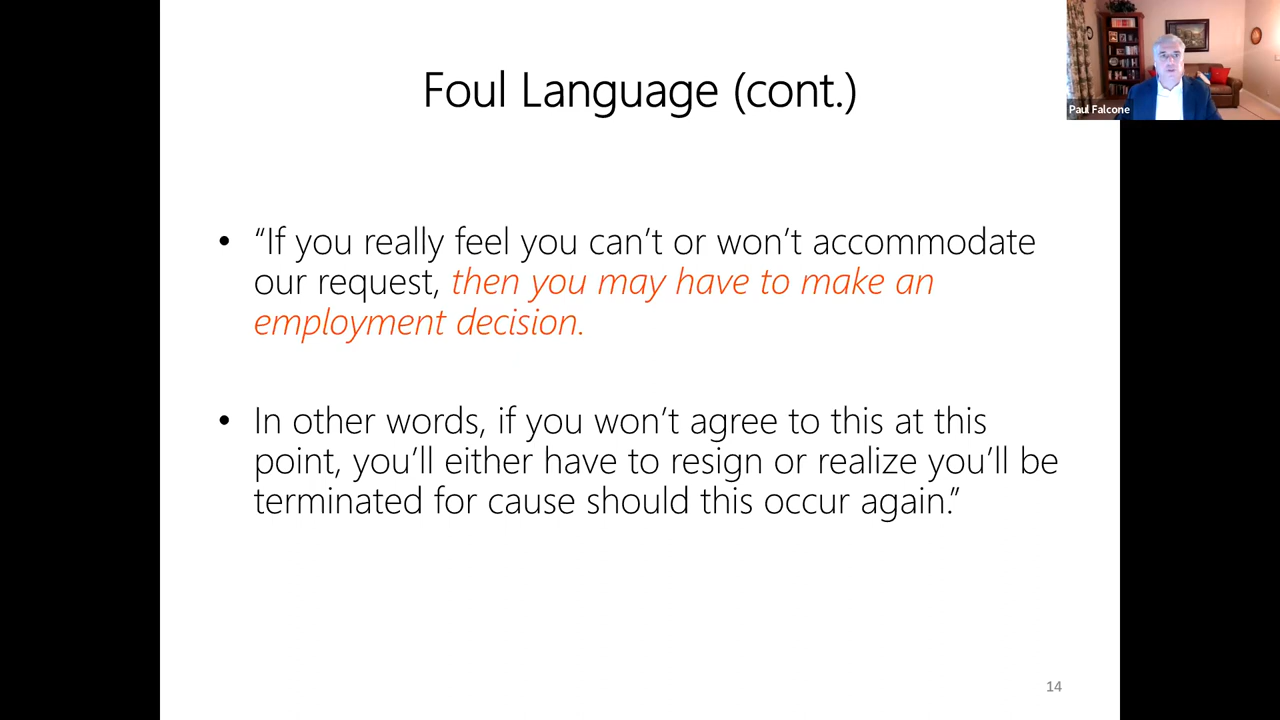 Foul Language (cont.)
Paul Falcone
• “If you really feel you can’t or won’t accommodate
our request, then you may have to make an
employment decision.
• In other words, if you won’t agree to this at this
point, you’ll either have to resign or realize you’ll be
terminated for cause should this occur again.”
14